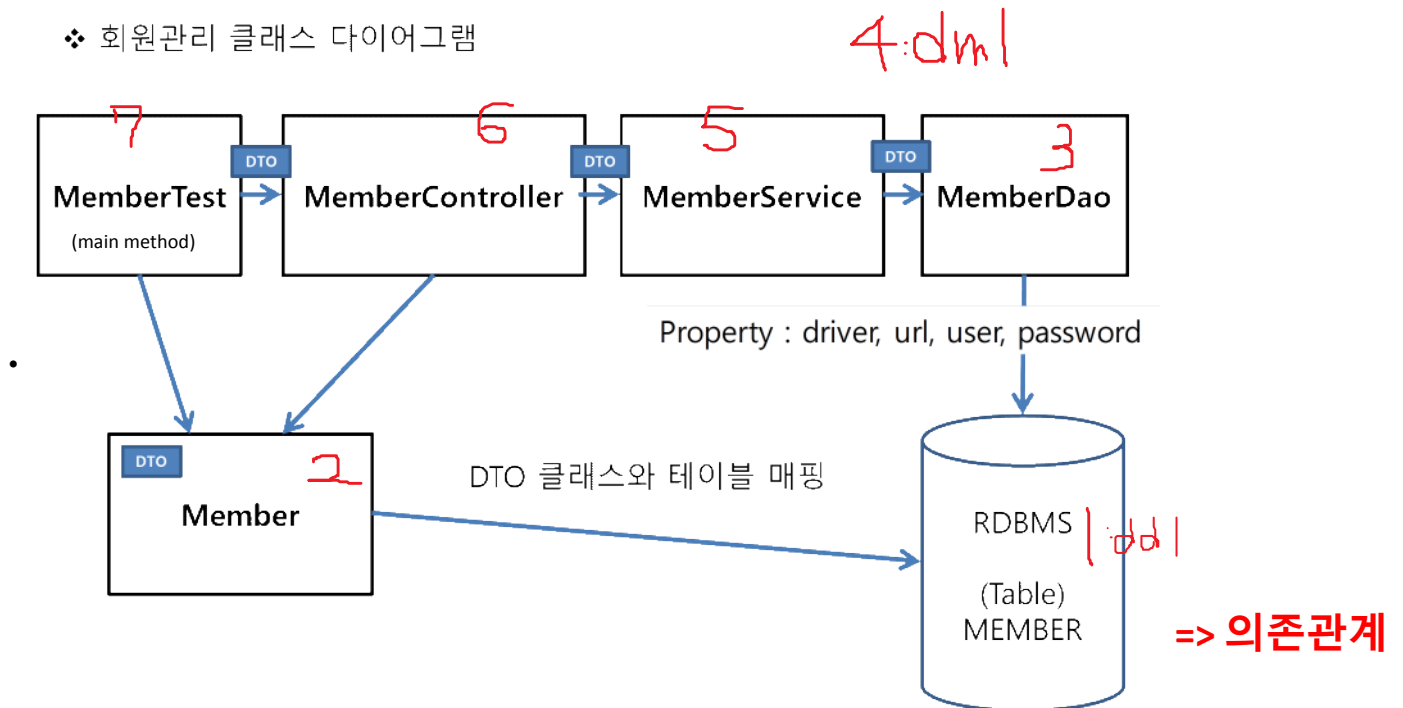 ❖ 회원관리 클래스 다이어그램
4:dml
7
6
5
3
DTO
DTO
DTO
MemberTest
MemberController
MemberService
MemberDao
(main method)
Property : driver, url, user, password
•
DTO
2
Member
DTO 클래스와 테이블 매핑
RDBMS
1:ddl
(Table)
MEMBER
=> 의존관계